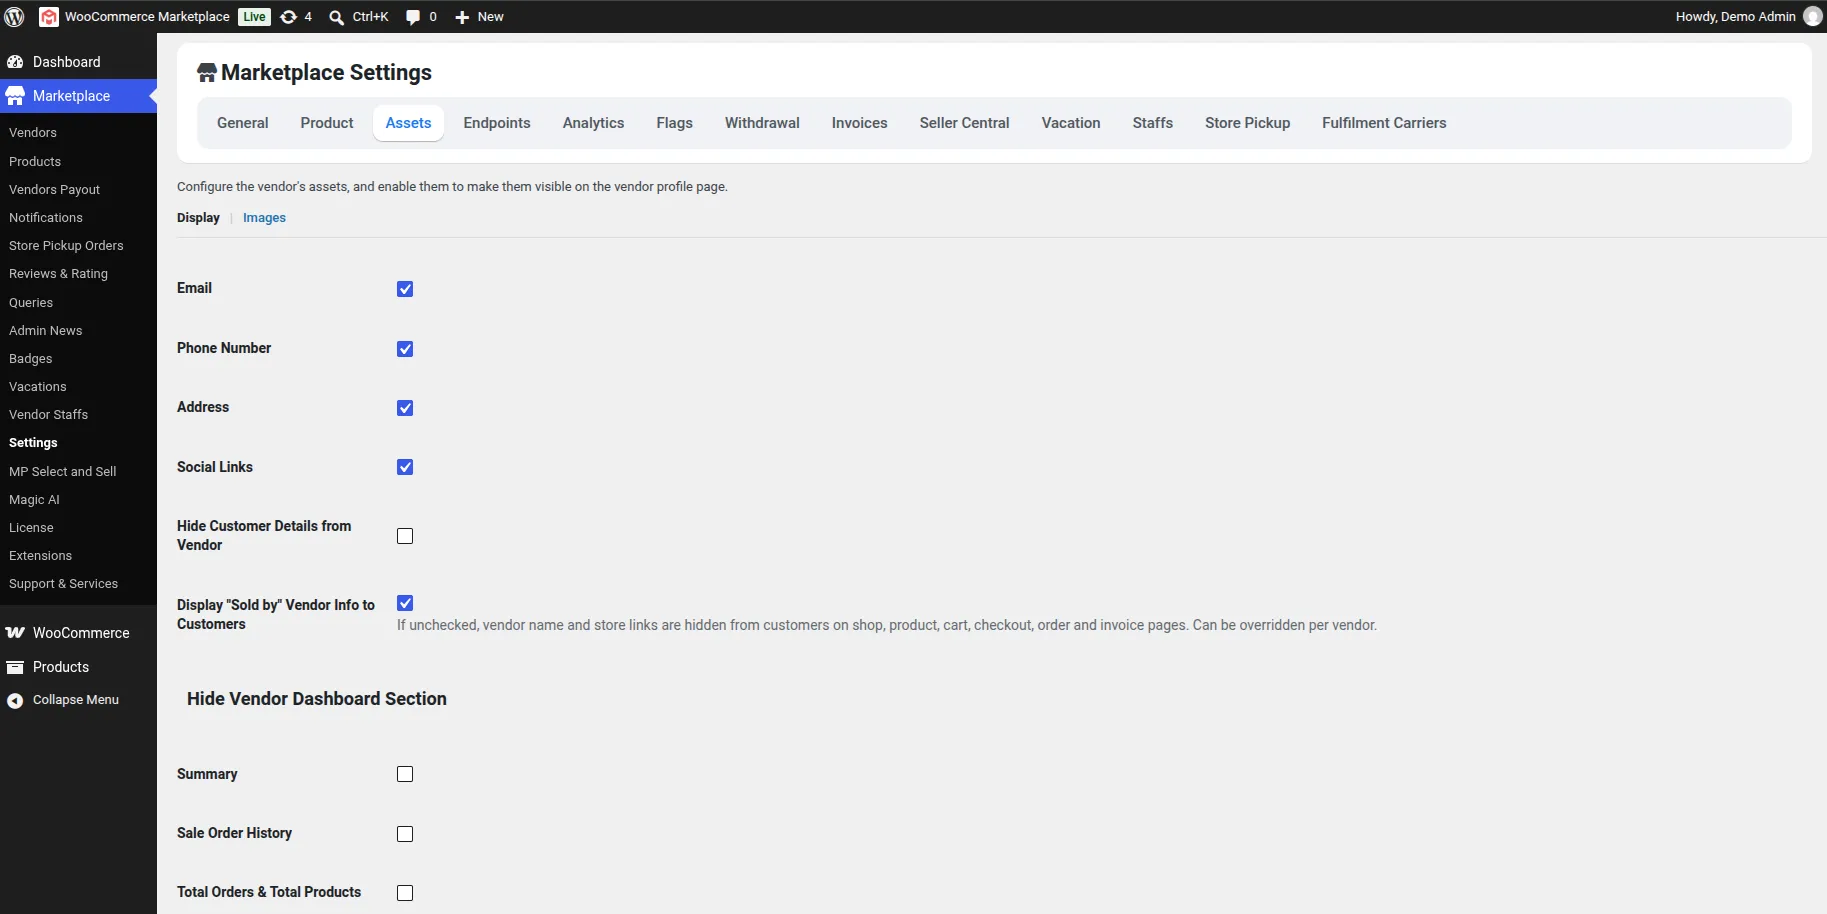 WooCommerce Marketplace Live 4 Ctrl+K 0 New Howdy, Demo Admin
Dashboard
Marketplace
Vendors
Products
Vendors Payout
Notifications
Store Pickup Orders
Reviews & Rating
Queries
Admin News
Badges
Vacations
Vendor Staffs
Settings
MP Select and Sell
Magic AI
License
Extensions
Support & Services
WooCommerce
Products
Collapse Menu
Marketplace Settings
General Product Assets Endpoints Analytics Flags Withdrawal Invoices Seller Central Vacation Staffs Store Pickup Fulfilment Carriers
Configure the vendor's assets, and enable them to make them visible on the vendor profile page.
Display | Images
Email
Phone Number
Address
Social Links
Hide Customer Details from
Vendor
Display "Sold by" Vendor Info to
Customers
If unchecked, vendor name and store links are hidden from customers on shop, product, cart, checkout, order and invoice pages. Can be overridden per vendor.
Hide Vendor Dashboard Section
Summary
Sale Order History
Total Orders & Total Products